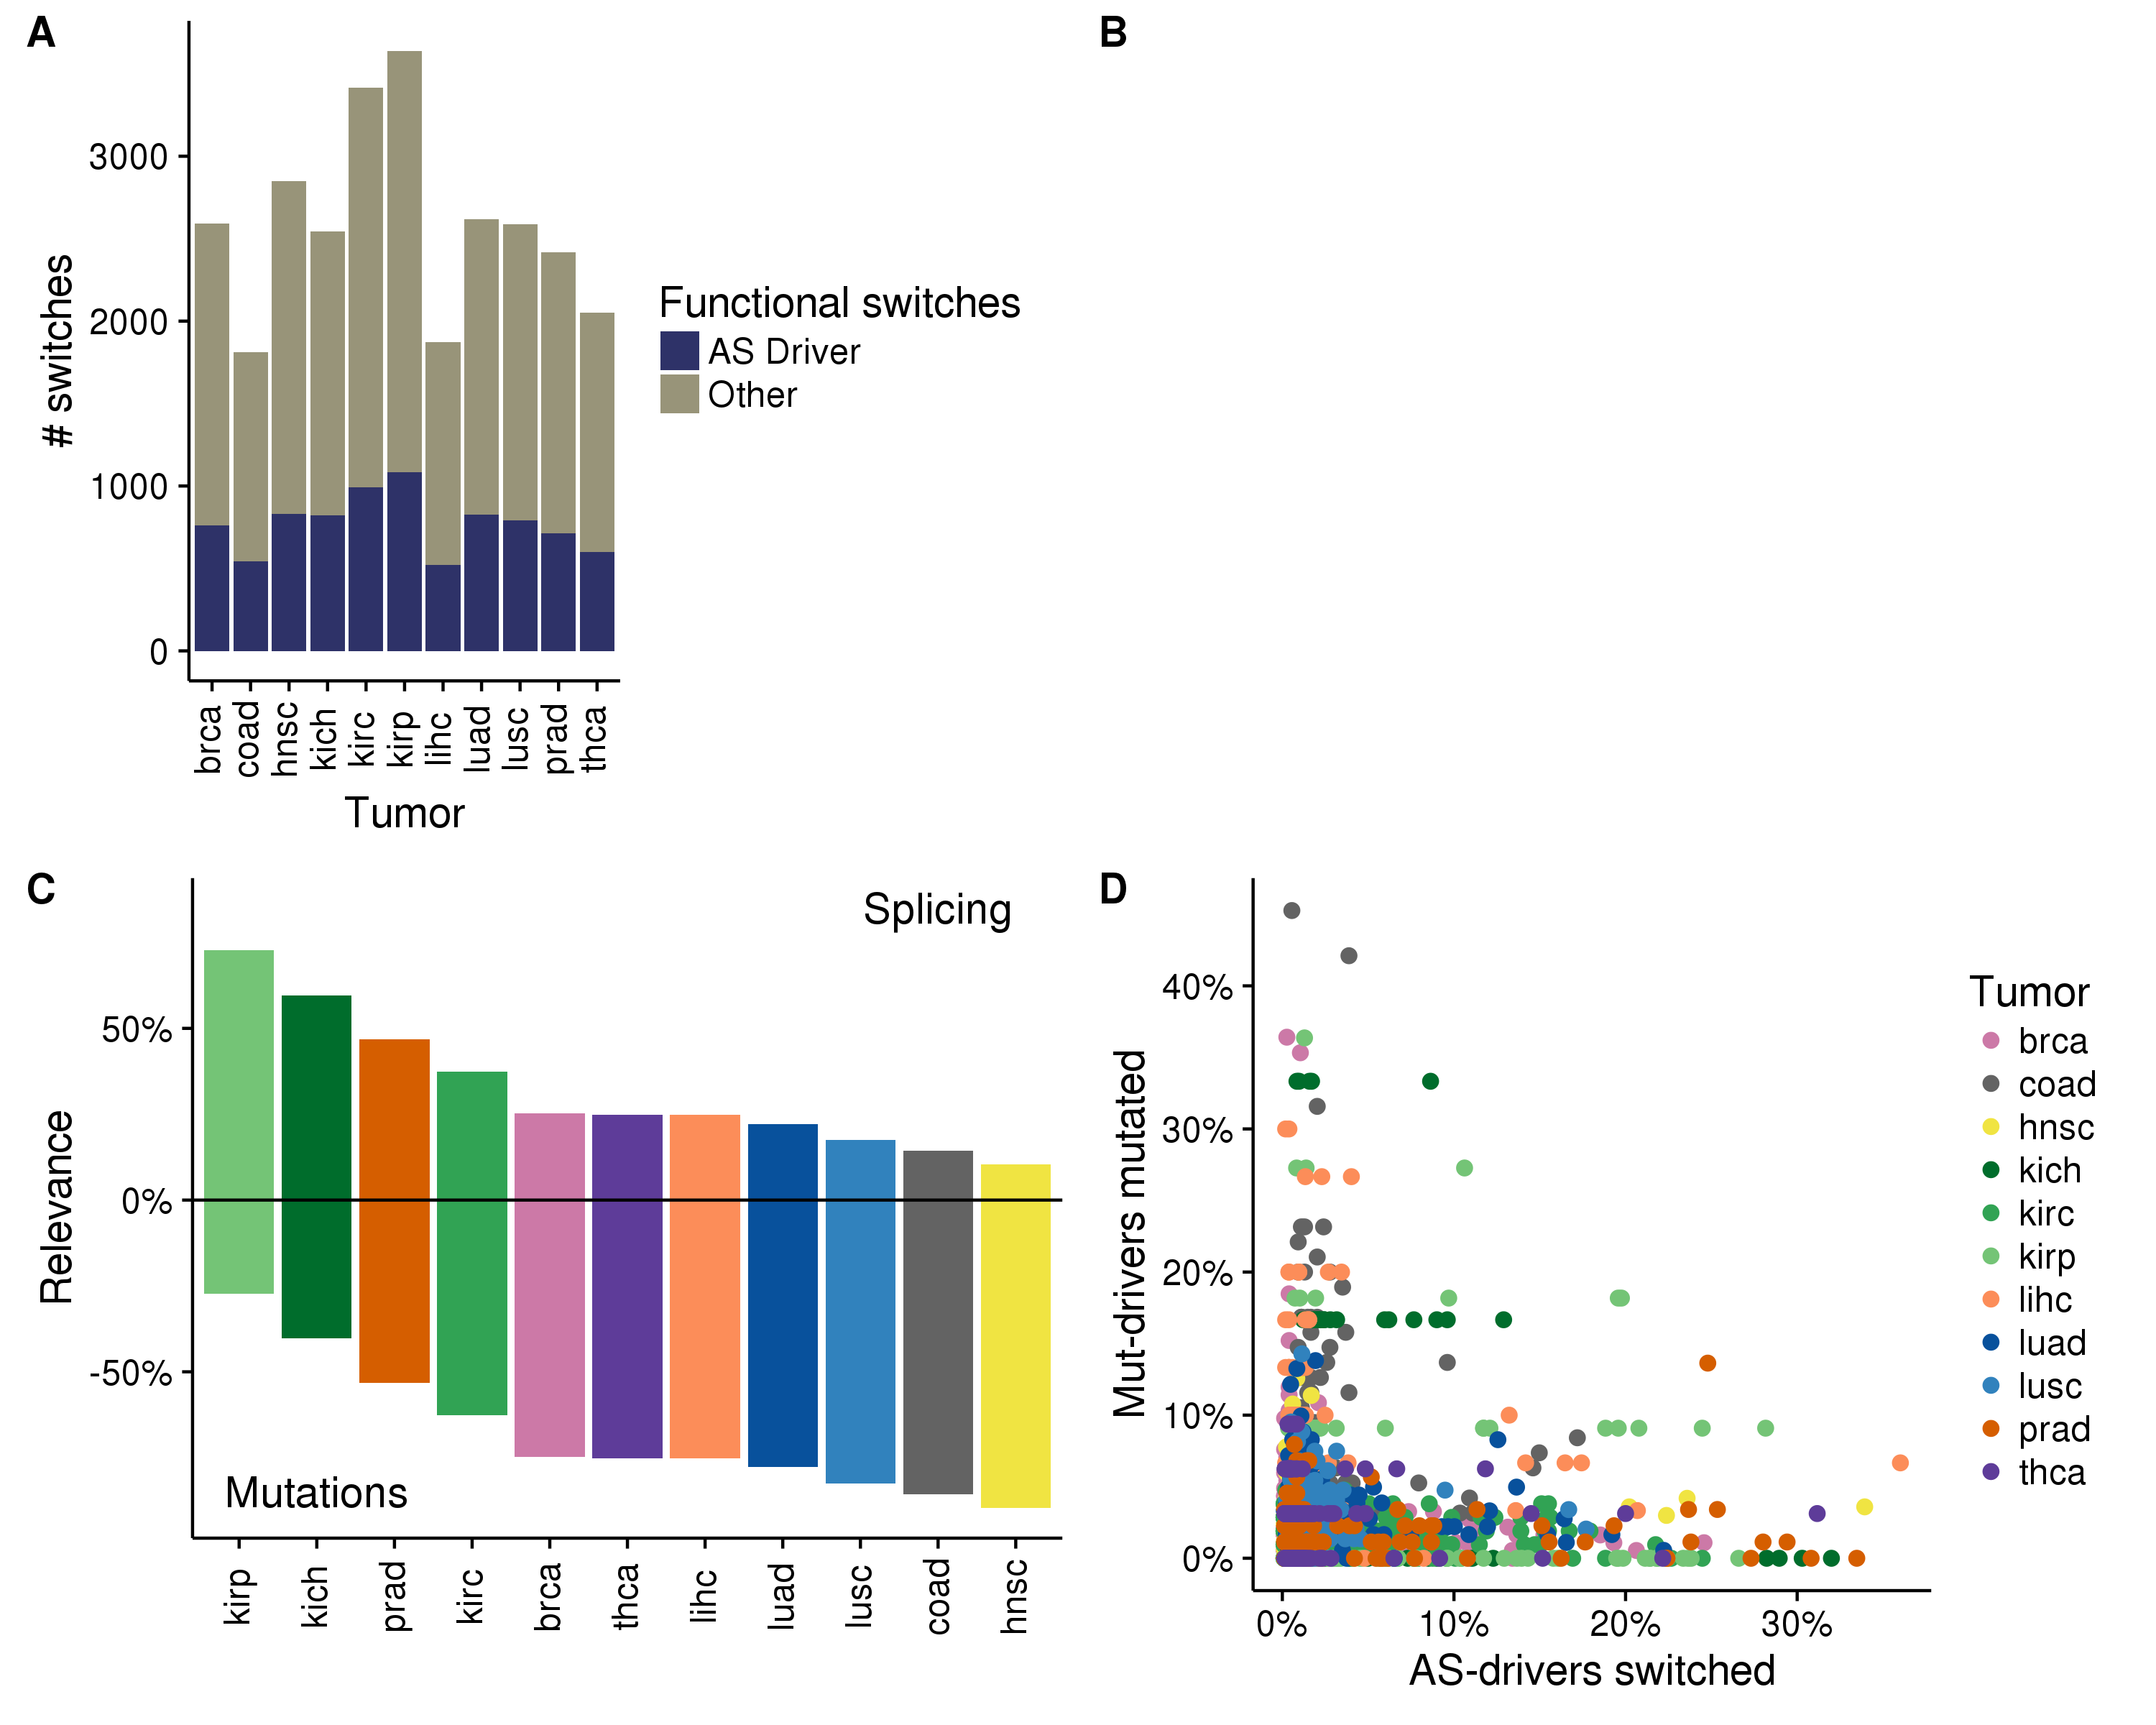 A
3000
2000
1000
0
# switches
brca
coad
hnsc
kich
kirc
kirp
lihc
luad
lusc
prad
thca
Tumor
Functional switches
AS Driver
Other
B
C
Splicing
50%
0%
-50%
Relevance
Mutations
kirp
kich
prad
kirc
brca
thca
lihc
luad
lusc
coad
hnsc
D
40%
30%
20%
10%
0%
Mut-drivers mutated
0%
10%
20%
30%
AS-drivers switched
Tumor
brca
coad
hnsc
kich
kirc
kirp
lihc
luad
lusc
prad
thca